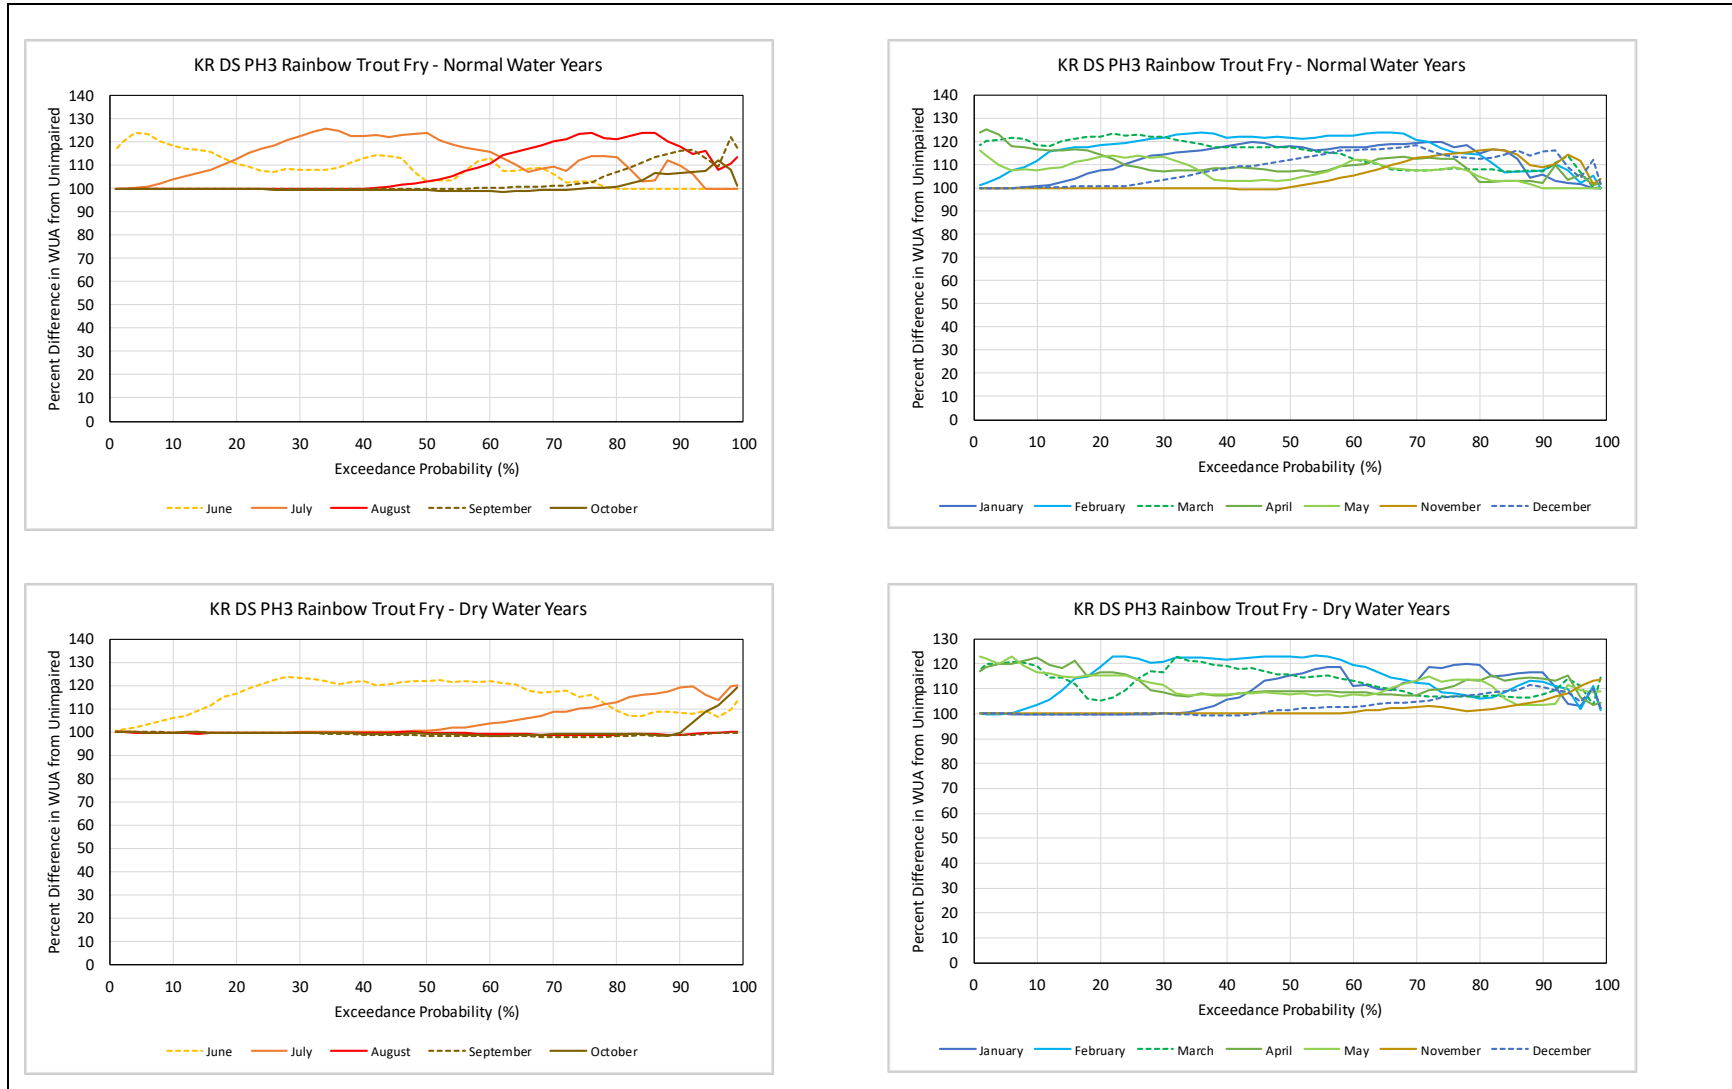 KR DS PH3 Rainbow Trout Fry - Normal Water Years
Percent Difference in WUA from Unimpaired
140
130
120
110
100
90
80
70
60
50
40
30
20
10
0
0 10 20 30 40 50 60 70 80 90 100
Exceedance Probability (%)
June July August September October
KR DS PH3 Rainbow Trout Fry - Normal Water Years
Percent Difference in WUA from Unimpaired
140
130
120
110
100
90
80
70
60
50
40
30
20
10
0
0 10 20 30 40 50 60 70 80 90 100
Exceedance Probability (%)
January February March April May November December
KR DS PH3 Rainbow Trout Fry - Dry Water Years
Percent Difference in WUA from Unimpaired
140
130
120
110
100
90
80
70
60
50
40
30
20
10
0
0 10 20 30 40 50 60 70 80 90 100
Exceedance Probability (%)
June July August September October
KR DS PH3 Rainbow Trout Fry - Dry Water Years
Percent Difference in WUA from Unimpaired
130
120
110
100
90
80
70
60
50
40
30
20
10
0
0 10 20 30 40 50 60 70 80 90 100
Exceedance Probability (%)
January February March April May November December